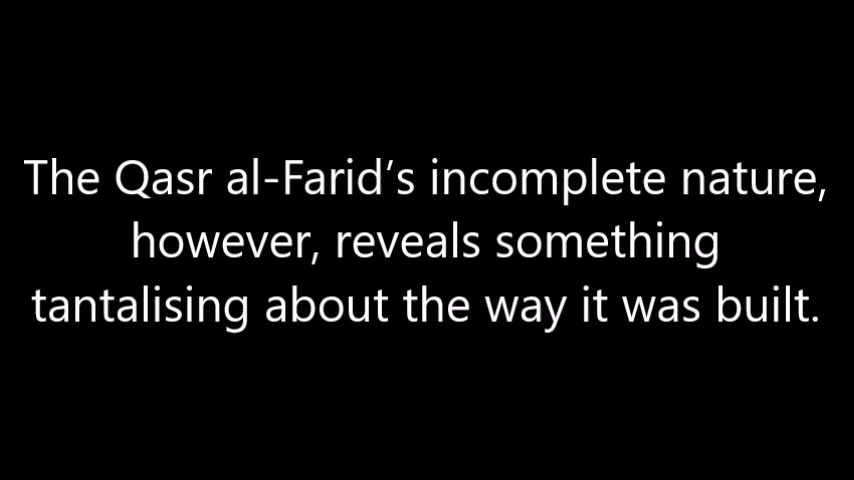 The Qasr al-Farid’s incomplete nature,
however, reveals something
tantalising about the way it was built.